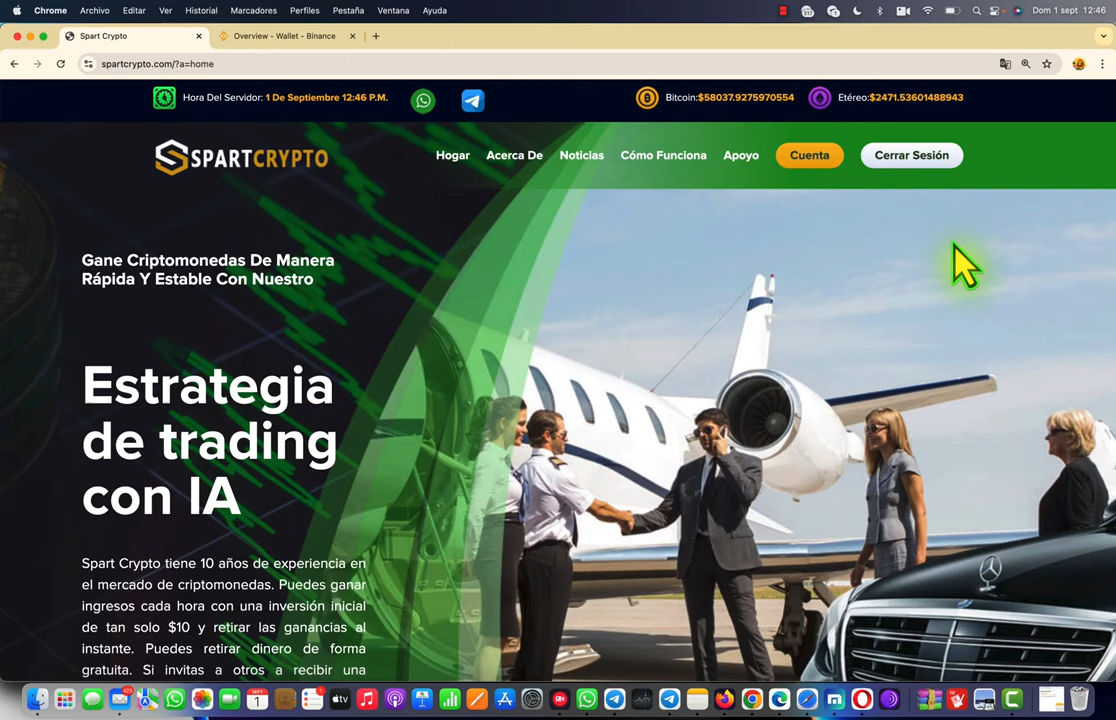 Chrome Archivo Editar Ver Historial Marcadores Perfiles Pestaña Ventana Ayuda Dom 1 sept 12:46
Spart Crypto Overview - Wallet - Binance
spartcrypto.com/?a=home
Hora Del Servidor: 1 De Septiembre 12:46 P.M. Bitcoin:$58037.9275970554 Etéreo:$2471.53601488943
SPARTCRYPTO Hogar Acerca De Noticias Cómo Funciona Apoyo Cuenta Cerrar Sesión
Gane Criptomonedas De Manera
Rápida Y Estable Con Nuestro
Estrategia
de trading
con IA
Spart Crypto tiene 10 años de experiencia en
el mercado de criptomonedas. Puedes ganar
ingresos cada hora con una inversión inicial
de tan solo $10 y retirar las ganancias al
instante. Puedes retirar dinero de forma
gratuita. Si invitas a otros a recibir una